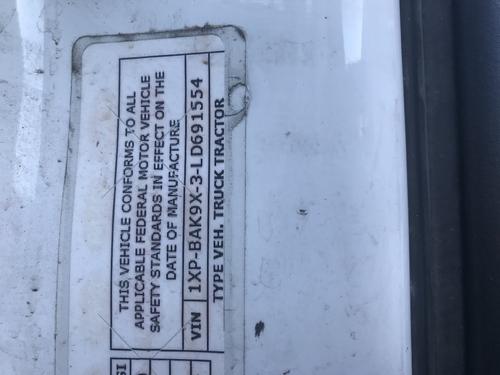 THIS VEHICLE CONFORMS TO ALL
APPLICABLE FEDERAL MOTOR VEHICLE
SAFETY STANDARDS IN EFFECT ON THE
DATE OF MANUFACTURE
VIN 1XP-BAK9X-3-LD691554
TYPE VEH. TRUCK TRACTOR